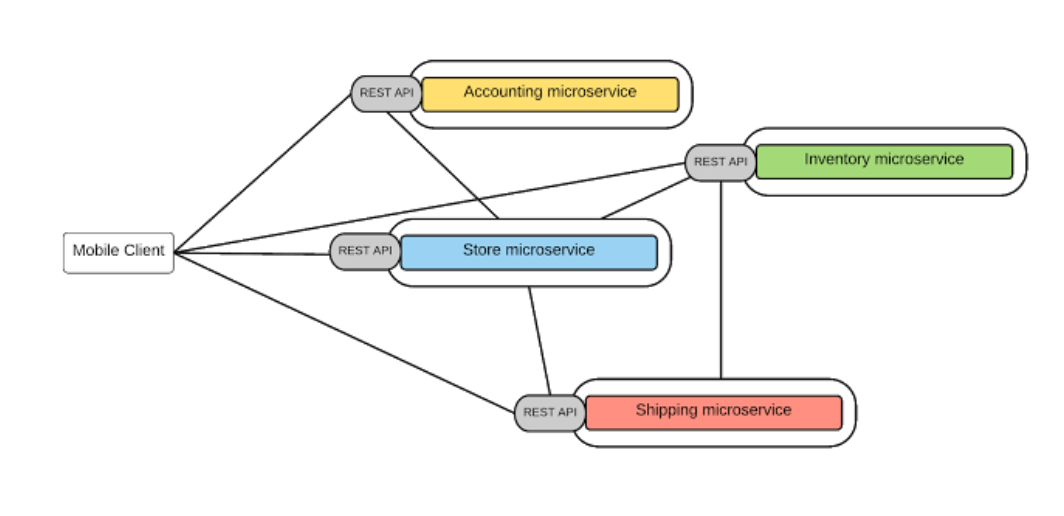 REST API
Accounting microservice
REST API
Inventory microservice
Mobile Client
REST API
Store microservice
REST API
Shipping microservice